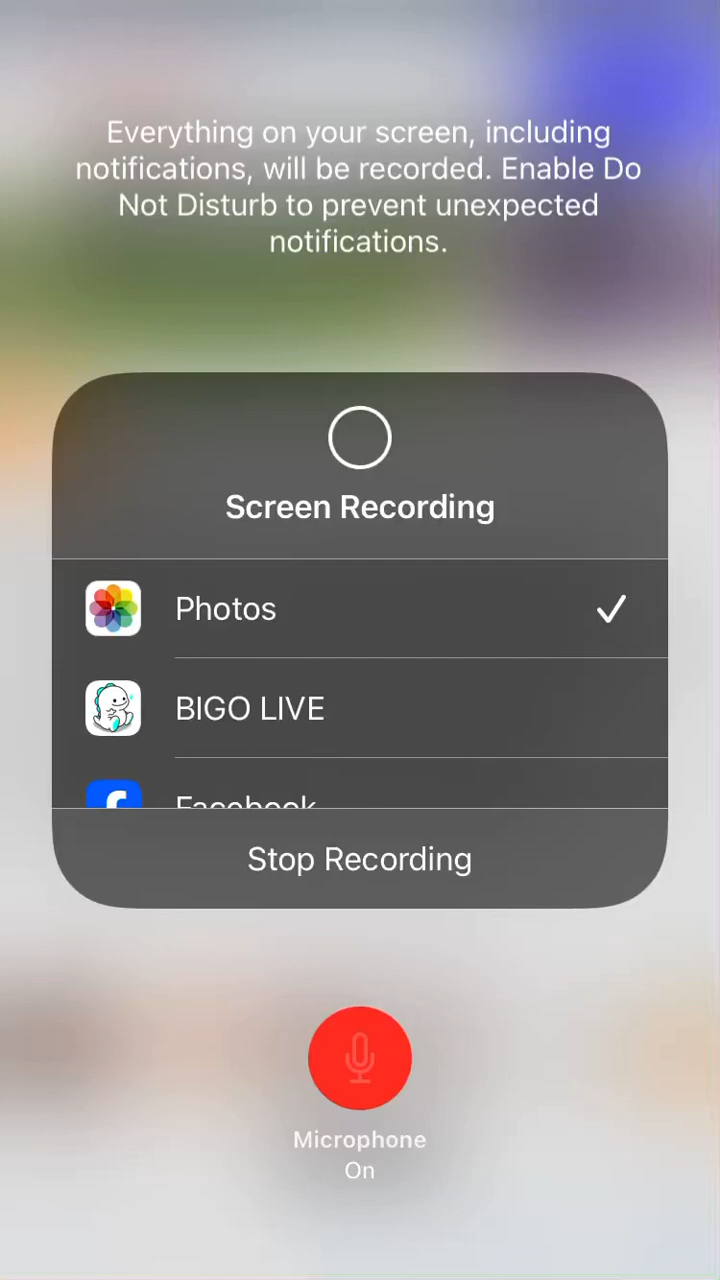 Everything on your screen, including
notifications, will be recorded. Enable Do
Not Disturb to prevent unexpected
notifications.
Screen Recording
Photos
BIGO LIVE
Facebook
Stop Recording
Microphone
On